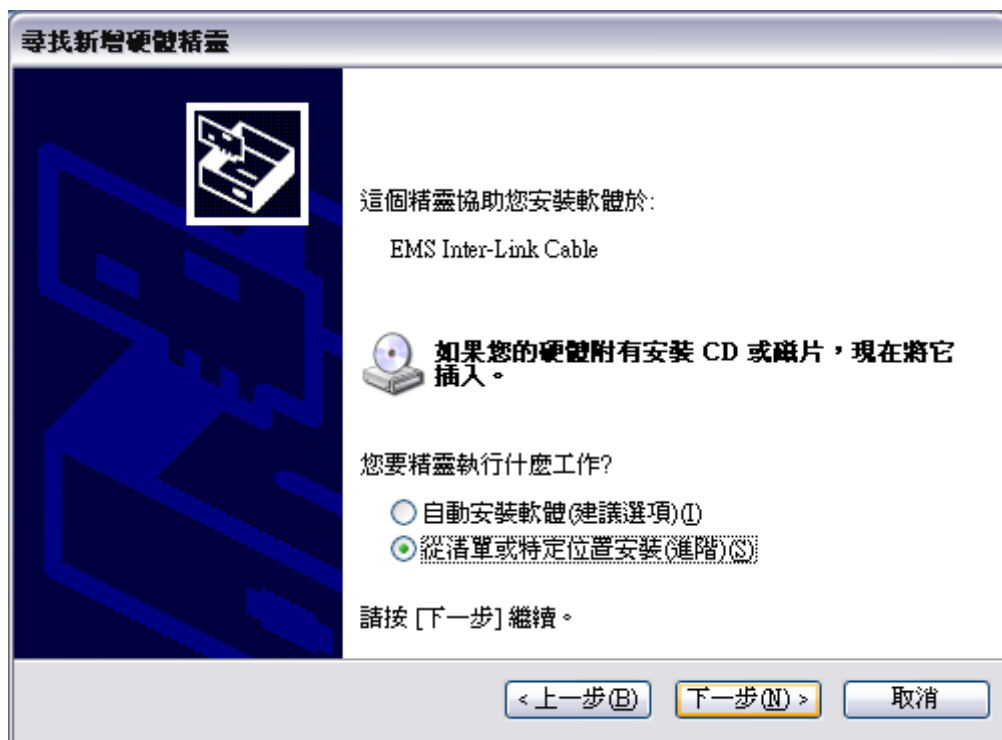 尋找新增硬體精靈
這個精靈協助您安裝軟體於:
EMS Inter-Link Cable
如果您的硬體附有安裝 CD 或磁片，現在將它
插入。
您要精靈執行什麼工作?
自動安裝軟體(建議選項)(I)
從清單或特定位置安裝(進階)(S)
請按 [下一步] 繼續。
< 上一步(B) 下一步(N) > 取消